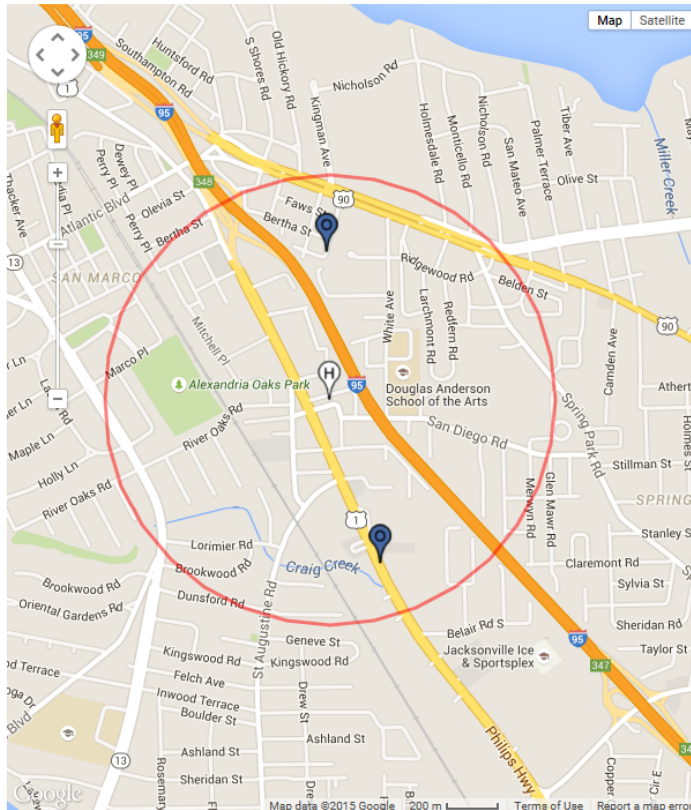 Map Satellite
95
349
1
Southampton Rd
Huntsford Rd
S Shores Rd
Old Hickory Rd
Kingman Ave
Nicholson Rd
Holmesdale Rd
Monticello Rd
Nicholson Rd
San Mateo Ave
Palmer Terrace
Tiber Ave
Olive St
Miller Creek
95
348
Dewey Pl
Perry Pl
Perry Pl
Thacker Ave
Atlantic Blvd
Olevia St
Bertha St
Faws St
Bertha St
90
13
SAN MARCO
Ridgewood Rd
Belden St
90
Mitchell Pl
Marco Pl
White Ave
Larchmont Rd
Redfern Rd
Camden Ave
Alexandria Oaks Park
H
95
Douglas Anderson
School of the Arts
Spring Park Rd
River Oaks Rd
San Diego Rd
Maple Ln
Holly Ln
River Oaks Rd
Holmes St
Stillman St
Merwyn Rd
Glen Mawr Rd
SPRING
1
Stanley S
Lorimier Rd
Craig Creek
Brookwood Rd
Brookwood Rd
Dunsford Rd
Oriental Gardens Rd
St Augustine Rd
Claremont Rd
Sylvia St
Geneve St
Belair Rd S
Sheridan Rd
95
Kingswood Rd
Kingswood Rd
Jacksonville Ice
& Sportsplex
Taylor St
347
Felch Ave
Inwood Terrace
Boulder St
Drew St
Philips Hwy
Ashland St
Ashland St
13
Sheridan St
Copper
Cir E
Google
Map data ©2015 Google 200 m Terms of Use Report a map err